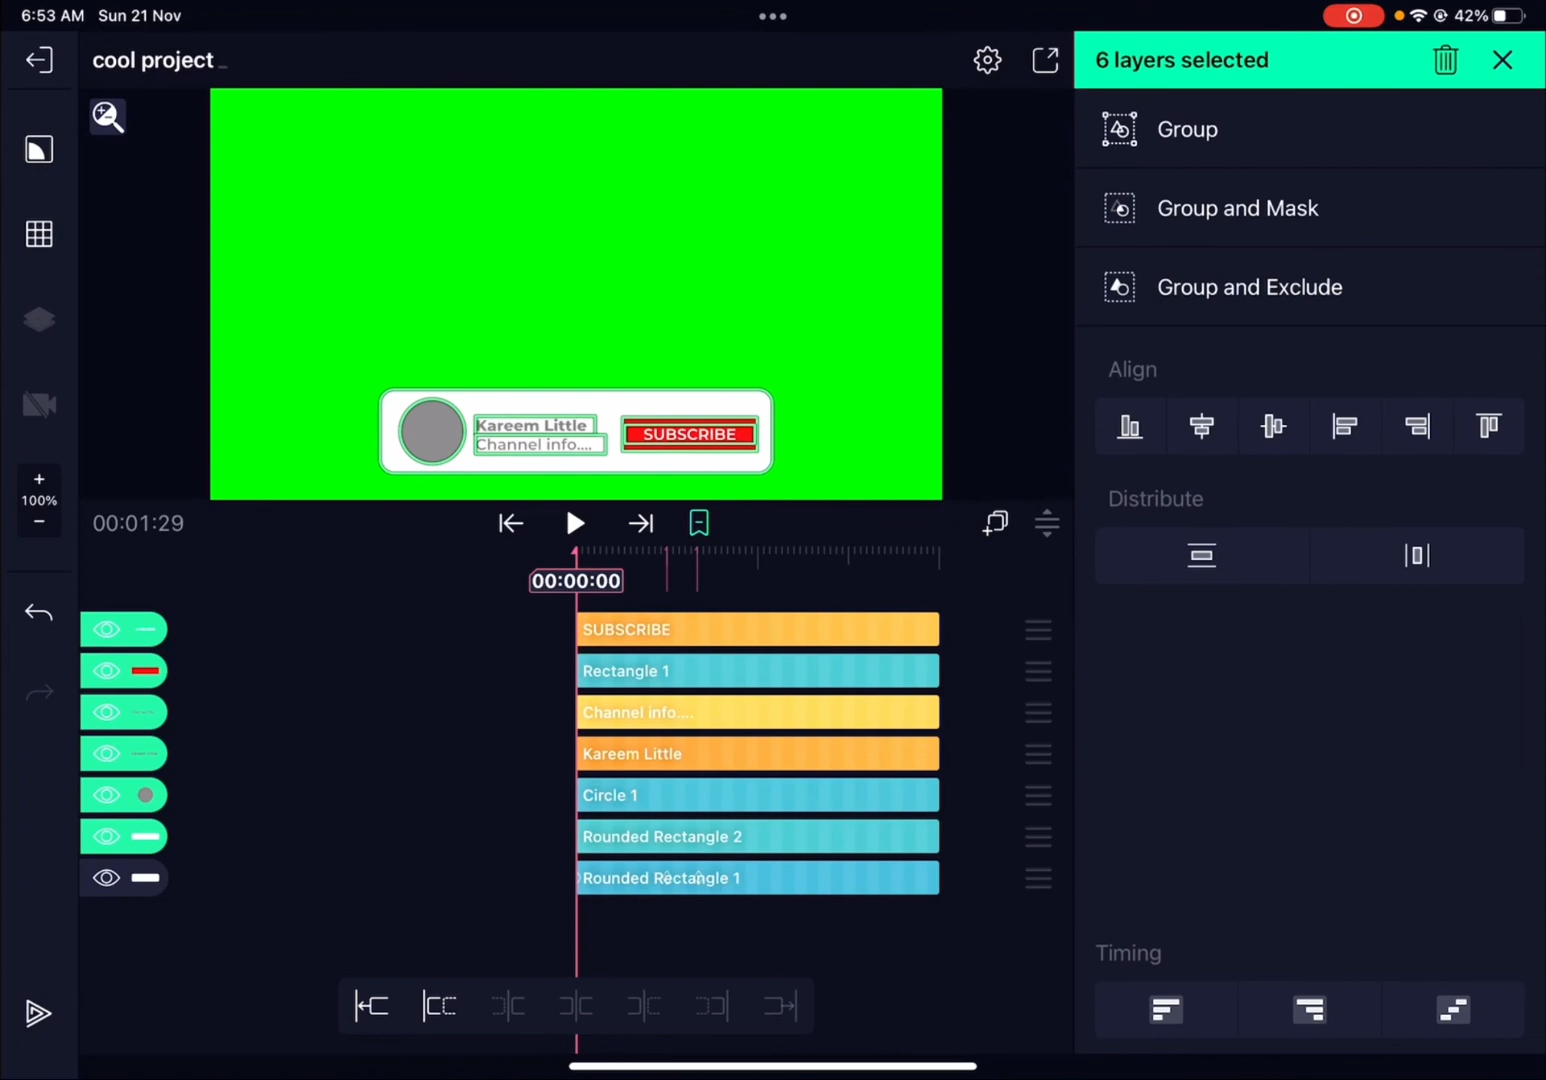 6:53 AM Sun 21 Nov
42%
cool project
6 layers selected
Group
Group and Mask
Group and Exclude
Align
Distribute
Timing
Kareem Little
Channel info....
SUBSCRIBE
+
100%
−
00:01:29
00:00:00
SUBSCRIBE
Rectangle 1
Channel info....
Kareem Little
Circle 1
Rounded Rectangle 2
Rounded Rectangle 1